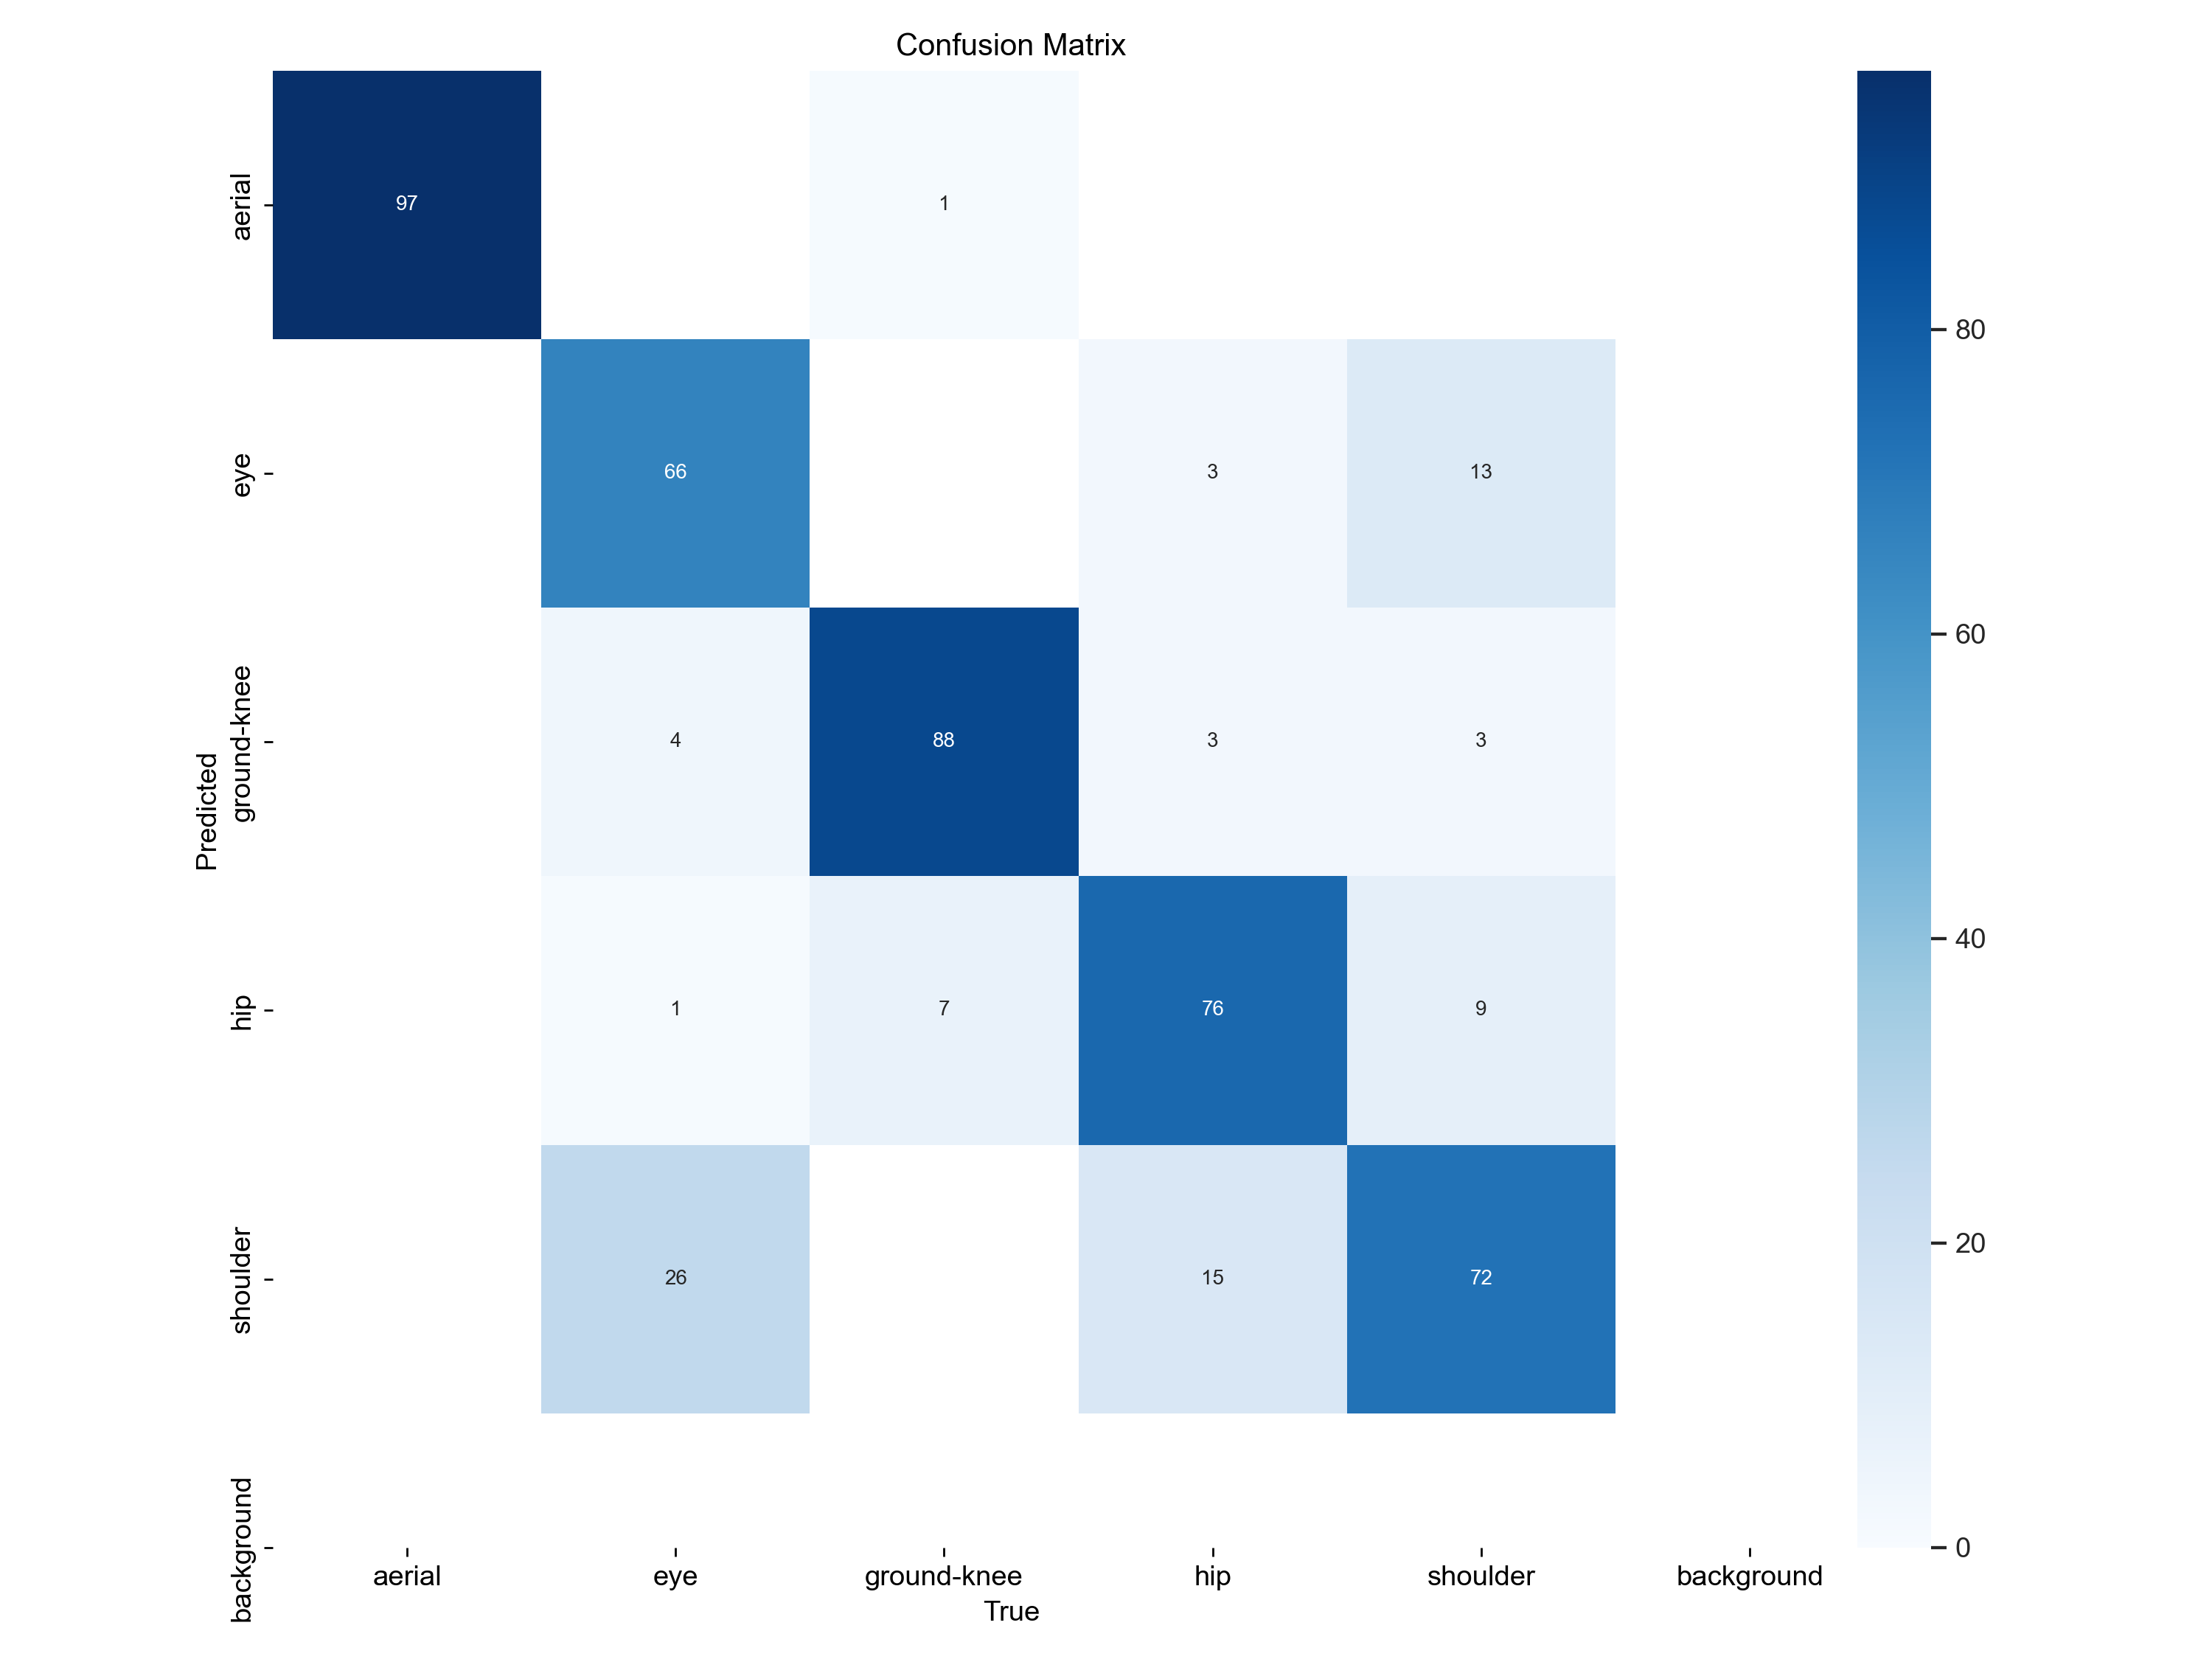 Confusion Matrix
Predicted
aerial
97
1
eye
66
3
13
ground-knee
4
88
3
3
hip
1
7
76
9
shoulder
26
15
72
background
aerial
eye
ground-knee
hip
shoulder
background
True
80
60
40
20
0